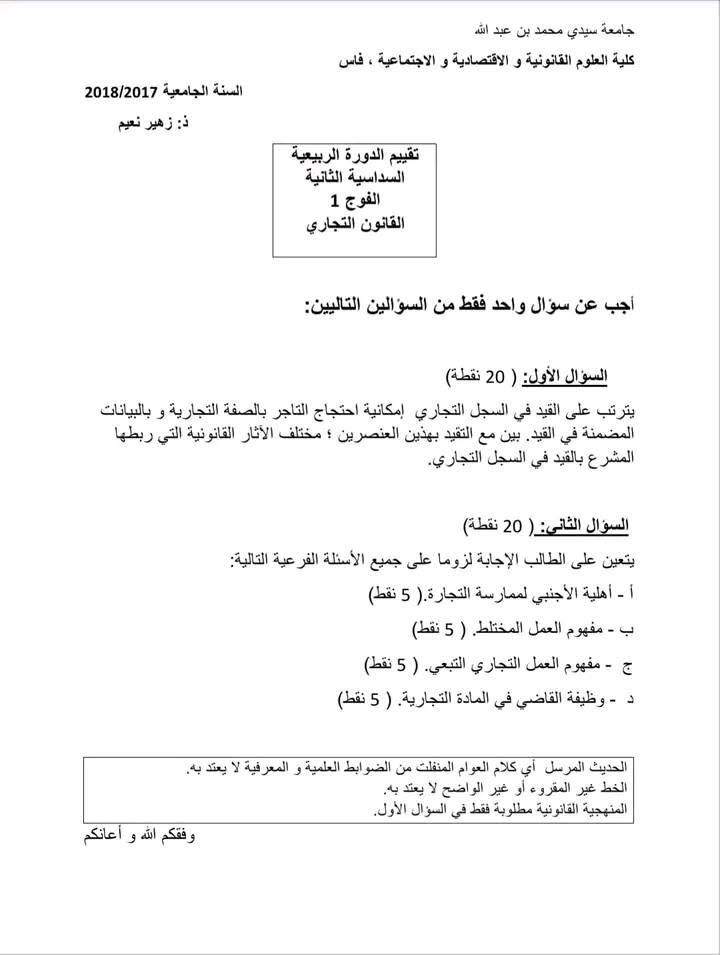 جامعة سيدي محمد بن عبد الله
كلية العلوم القانونية و الاقتصادية و الاجتماعية ، فاس
السنة الجامعية 2018/2017
ذ: زهير نعيم
تقييم الدورة الربيعية
السداسية الثانية
الفوج 1
القانون التجاري
أجب عن سؤال واحد فقط من السؤالين التاليين:
السؤال الأول: ( 20 نقطة)
يترتب على القيد في السجل التجاري إمكانية احتجاج التاجر بالصفة التجارية و بالبيانات
المضمنة في القيد. بين مع التقيد بهذين العنصرين ؛ مختلف الأثار القانونية التي ربطها
المشرع بالقيد في السجل التجاري.
السؤال الثاني: ( 20 نقطة)
يتعين على الطالب الإجابة لزوما على جميع الأسئلة الفرعية التالية:
أ - أهلية الأجنبي لممارسة التجارة.( 5 نقط)
ب - مفهوم العمل المختلط. ( 5 نقط)
ج - مفهوم العمل التجاري التبعي. ( 5 نقط)
د - وظيفة القاضي في المادة التجارية. ( 5 نقط)
الحديث المرسل أي كلام العوام المنفلت من الضوابط العلمية و المعرفية لا يعتد به.
الخط غير المقروء أو غير الواضح لا يعتد به.
المنهجية القانونية مطلوبة فقط في السؤال الأول.
وفقكم الله و أعانكم